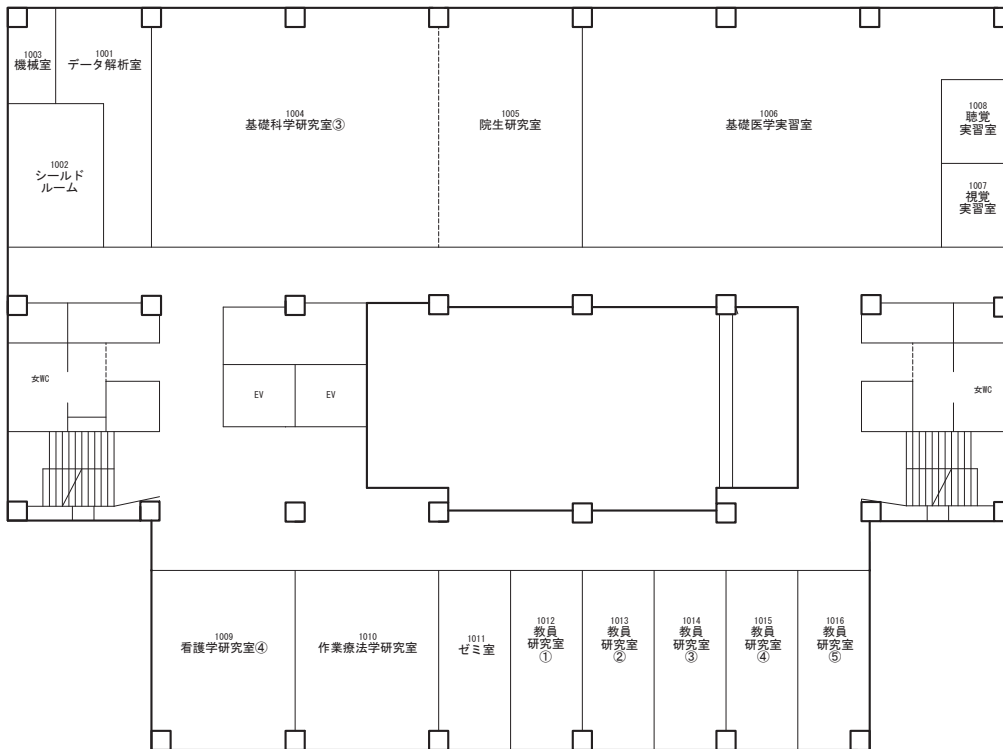 1003
機械室
1001
データ解析室
1002
シールド
ルーム
1004
基礎科学研究室③
1005
院生研究室
1006
基礎医学実習室
1008
聴覚
実習室
1007
視覚
実習室
女WC
EV
EV
女WC
1009
看護学研究室④
1010
作業療法学研究室
1011
ゼミ室
1012
教員
研究室
①
1013
教員
研究室
②
1014
教員
研究室
③
1015
教員
研究室
④
1016
教員
研究室
⑤